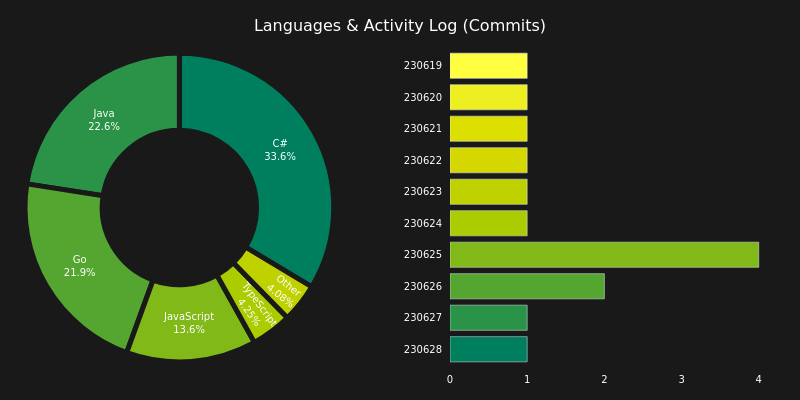 Languages & Activity Log (Commits)
Java
22.6%
C#
33.6%
Go
21.9%
JavaScript
13.6%
TypeScript
4.25%
Other
4.08%
230619
230620
230621
230622
230623
230624
230625
230626
230627
230628
0 1 2 3 4